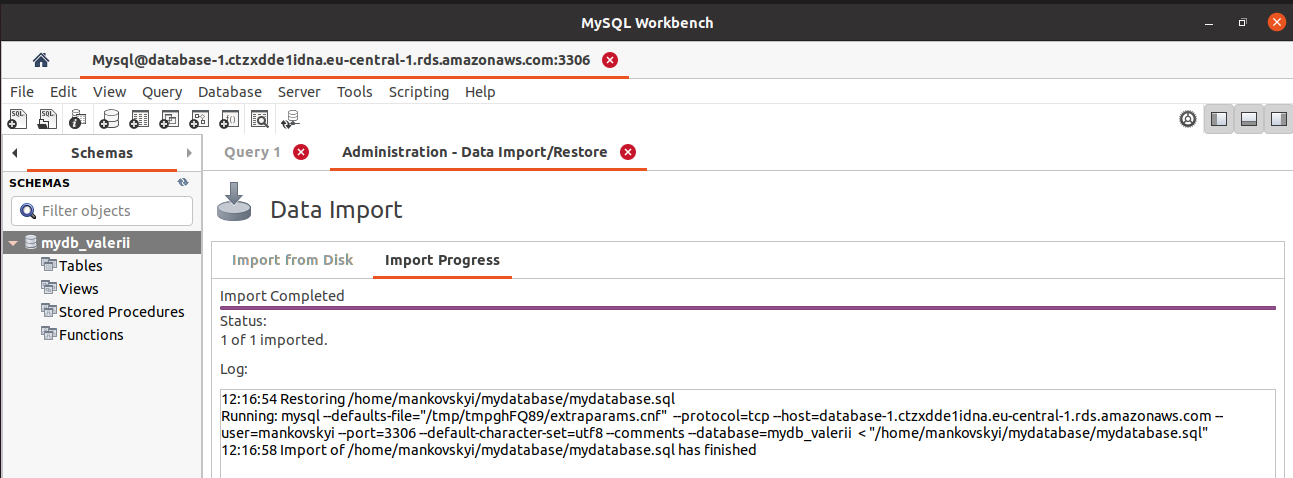 MySQL Workbench
Mysql@database-1.ctzxdde1idna.eu-central-1.rds.amazonaws.com:3306
File Edit View Query Database Server Tools Scripting Help
Schemas
Query 1
Administration - Data Import/Restore
SCHEMAS
Filter objects
mydb_valerii
Tables
Views
Stored Procedures
Functions
Data Import
Import from Disk
Import Progress
Import Completed
Status:
1 of 1 imported.
Log:
12:16:54 Restoring /home/mankovskyi/mydatabase/mydatabase.sql
Running: mysql --defaults-file="/tmp/tmpghFQ89/extraparams.cnf"  --protocol=tcp --host=database-1.ctzxdde1idna.eu-central-1.rds.amazonaws.com --
user=mankovskyi --port=3306 --default-character-set=utf8 --comments --database=mydb_valerii  < "/home/mankovskyi/mydatabase/mydatabase.sql"
12:16:58 Import of /home/mankovskyi/mydatabase/mydatabase.sql has finished